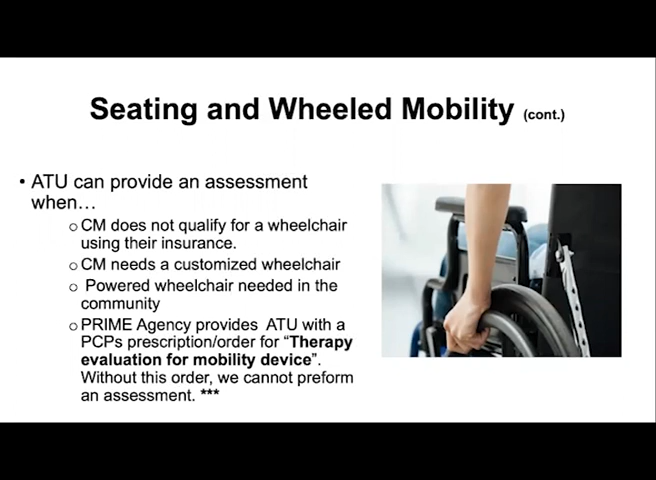 Seating and Wheeled Mobility (cont.)
• ATU can provide an assessment
when…
o CM does not qualify for a wheelchair
using their insurance.
o CM needs a customized wheelchair
o Powered wheelchair needed in the
community
o PRIME Agency provides ATU with a
PCPs prescription/order for “Therapy
evaluation for mobility device”.
Without this order, we cannot preform
an assessment. ***